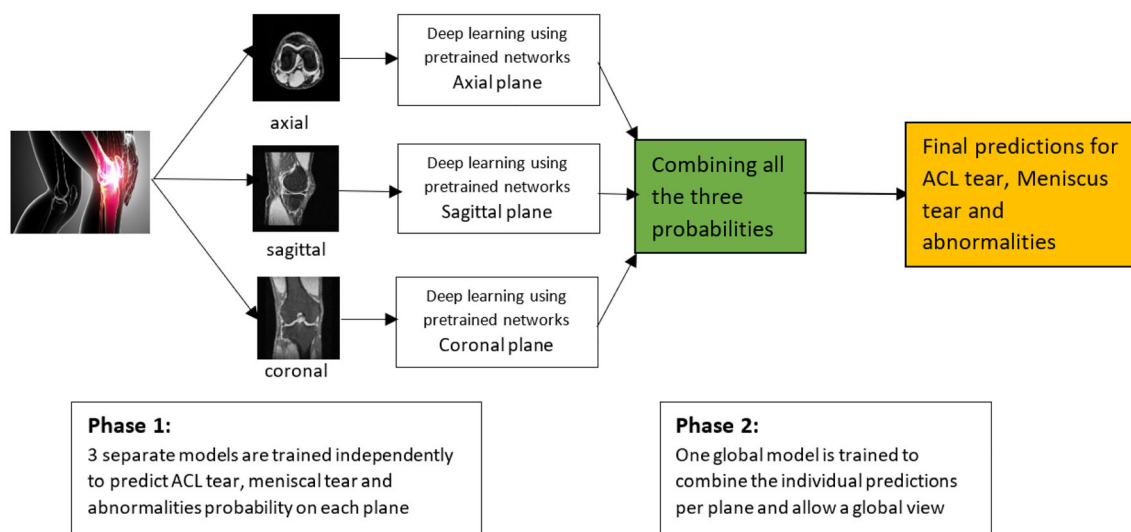 axial
Deep learning using
pretrained networks
Axial plane
sagittal
Deep learning using
pretrained networks
Sagittal plane
coronal
Deep learning using
pretrained networks
Coronal plane
Combining all
the three
probabilities
Final predictions for
ACL tear, Meniscus
tear and
abnormalities
Phase 1:
3 separate models are trained independently
to predict ACL tear, meniscal tear and
abnormalities probability on each plane
Phase 2:
One global model is trained to
combine the individual predictions
per plane and allow a global view